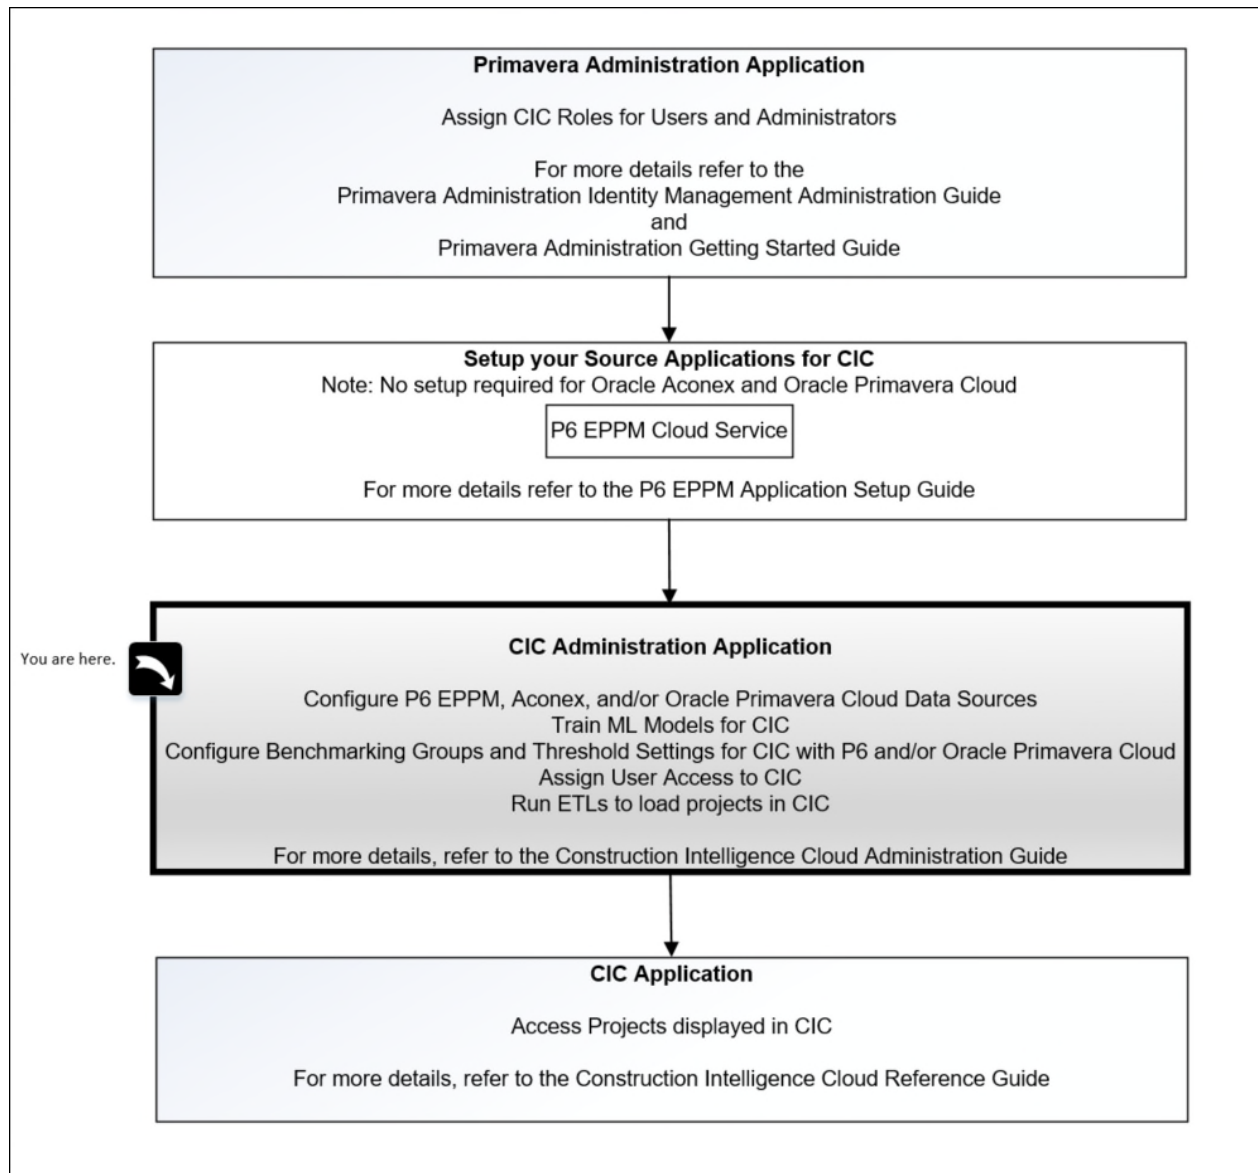 Primavera Administration Application
Assign CIC Roles for Users and Administrators
For more details refer to the
Primavera Administration Identity Management Administration Guide
and
Primavera Administration Getting Started Guide
Setup your Source Applications for CIC
Note: No setup required for Oracle Aconex and Oracle Primavera Cloud
P6 EPPM Cloud Service
For more details refer to the P6 EPPM Application Setup Guide
You are here.
CIC Administration Application
Configure P6 EPPM, Aconex, and/or Oracle Primavera Cloud Data Sources
Train ML Models for CIC
Configure Benchmarking Groups and Threshold Settings for CIC with P6 and/or Oracle Primavera Cloud
Assign User Access to CIC
Run ETLs to load projects in CIC
For more details, refer to the Construction Intelligence Cloud Administration Guide
CIC Application
Access Projects displayed in CIC
For more details, refer to the Construction Intelligence Cloud Reference Guide